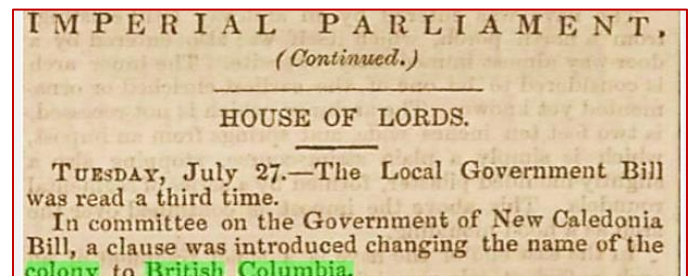 IMPERIAL PARLIAMENT.
(Continued.)
HOUSE OF LORDS.
TUESDAY, July 27.—The Local Government Bill
was read a third time.
In committee on the Government of New Caledonia
Bill, a clause was introduced changing the name of the
colony to British Columbia.